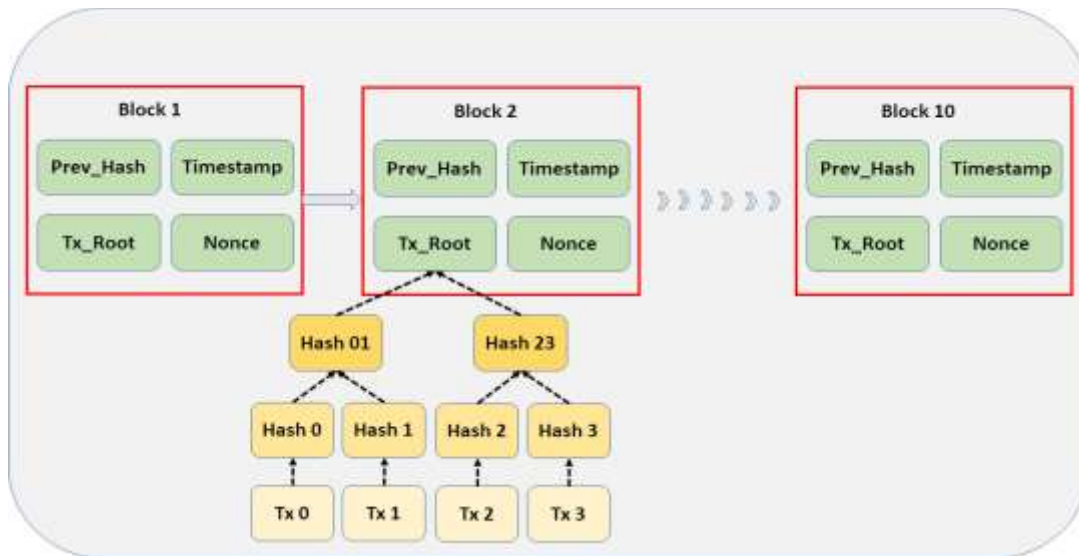 Block 1
Block 2
Block 10
Prev_Hash Timestamp
Prev_Hash Timestamp
Prev_Hash Timestamp
Tx_Root Nonce
Tx_Root Nonce
Tx_Root Nonce
Hash 01 Hash 23
Hash 0 Hash 1 Hash 2 Hash 3
Tx 0 Tx 1 Tx 2 Tx 3